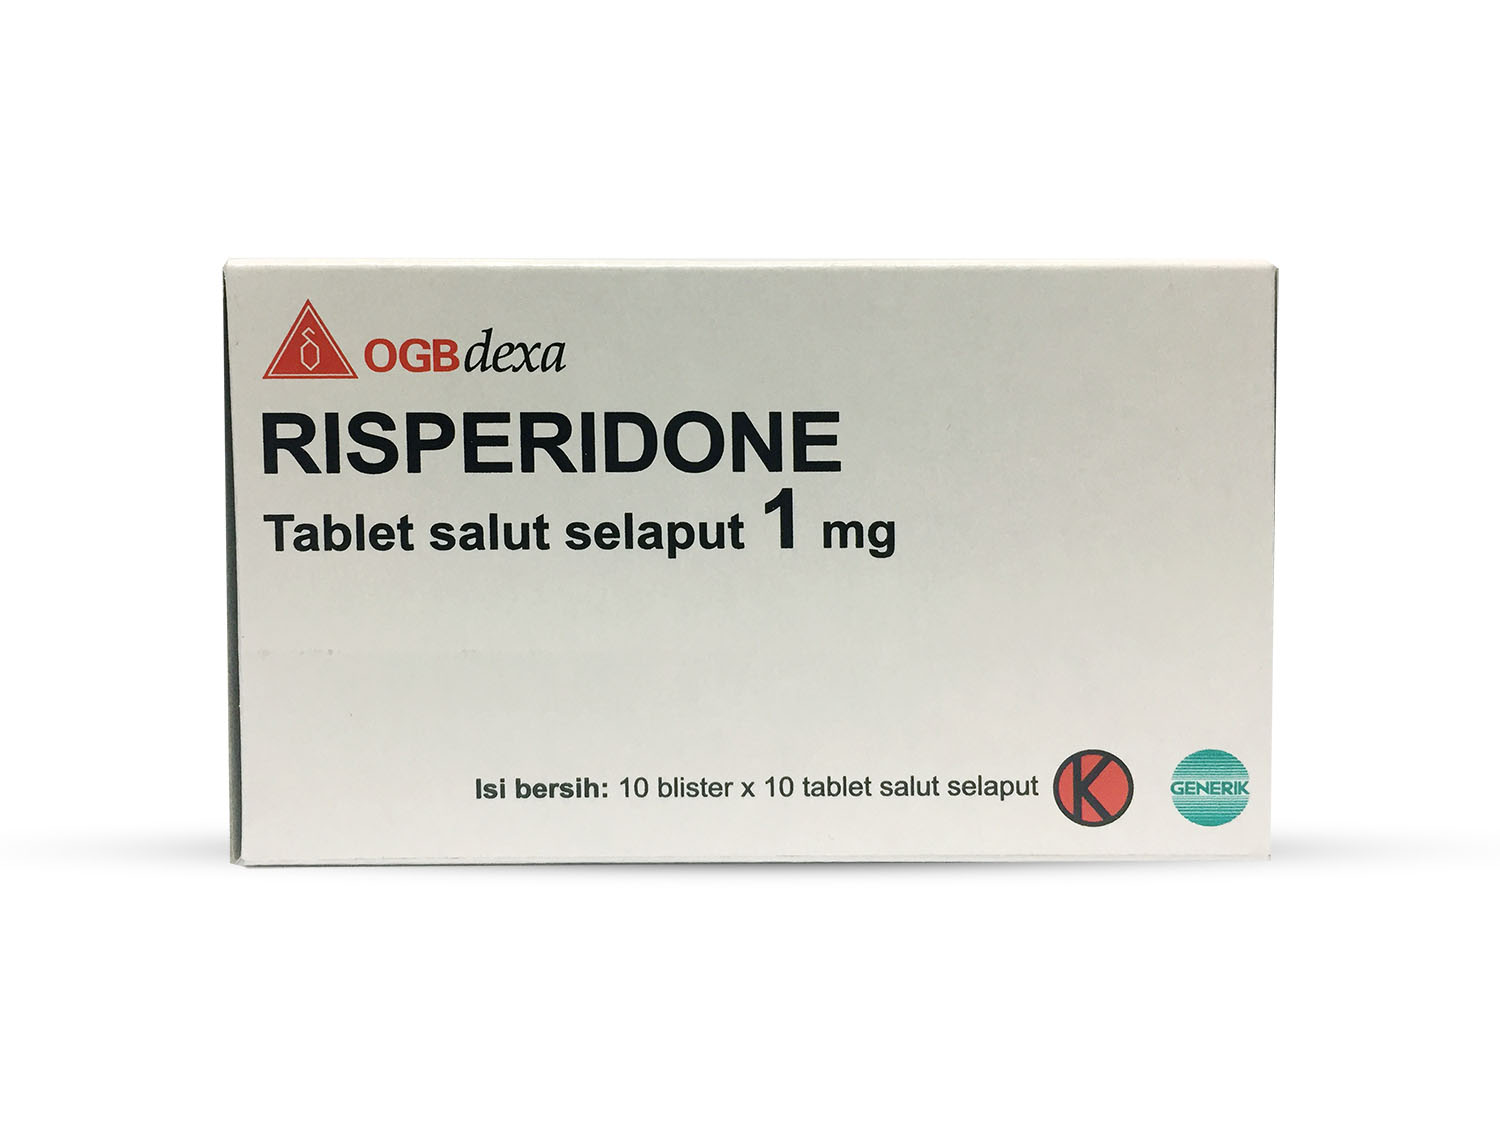 OGBdexa
RISPERIDONE
Tablet salut selaput 1 mg
Isi bersih: 10 blister x 10 tablet salut selaput
K
GENERIK